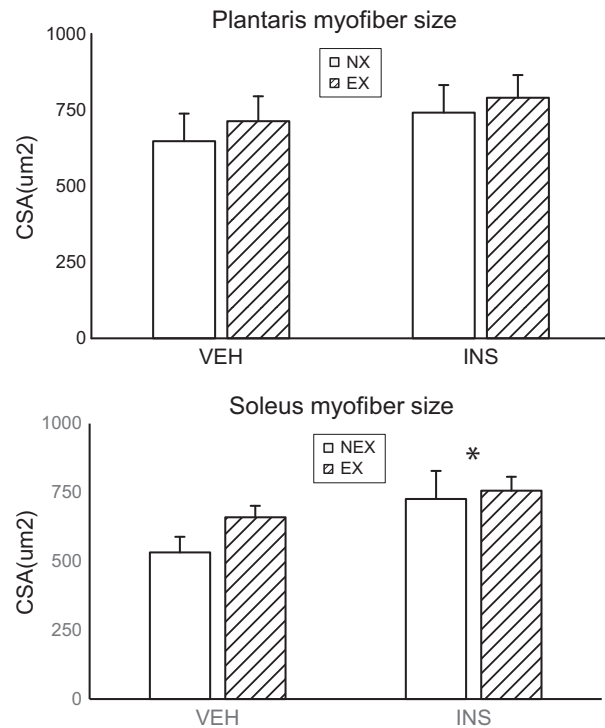 Plantaris myofiber size
1000
NX
EX
750
500
250
0
CSA(um2)
VEH INS
Soleus myofiber size
1000
NEX
EX
*
750
500
250
0
CSA(um2)
VEH INS